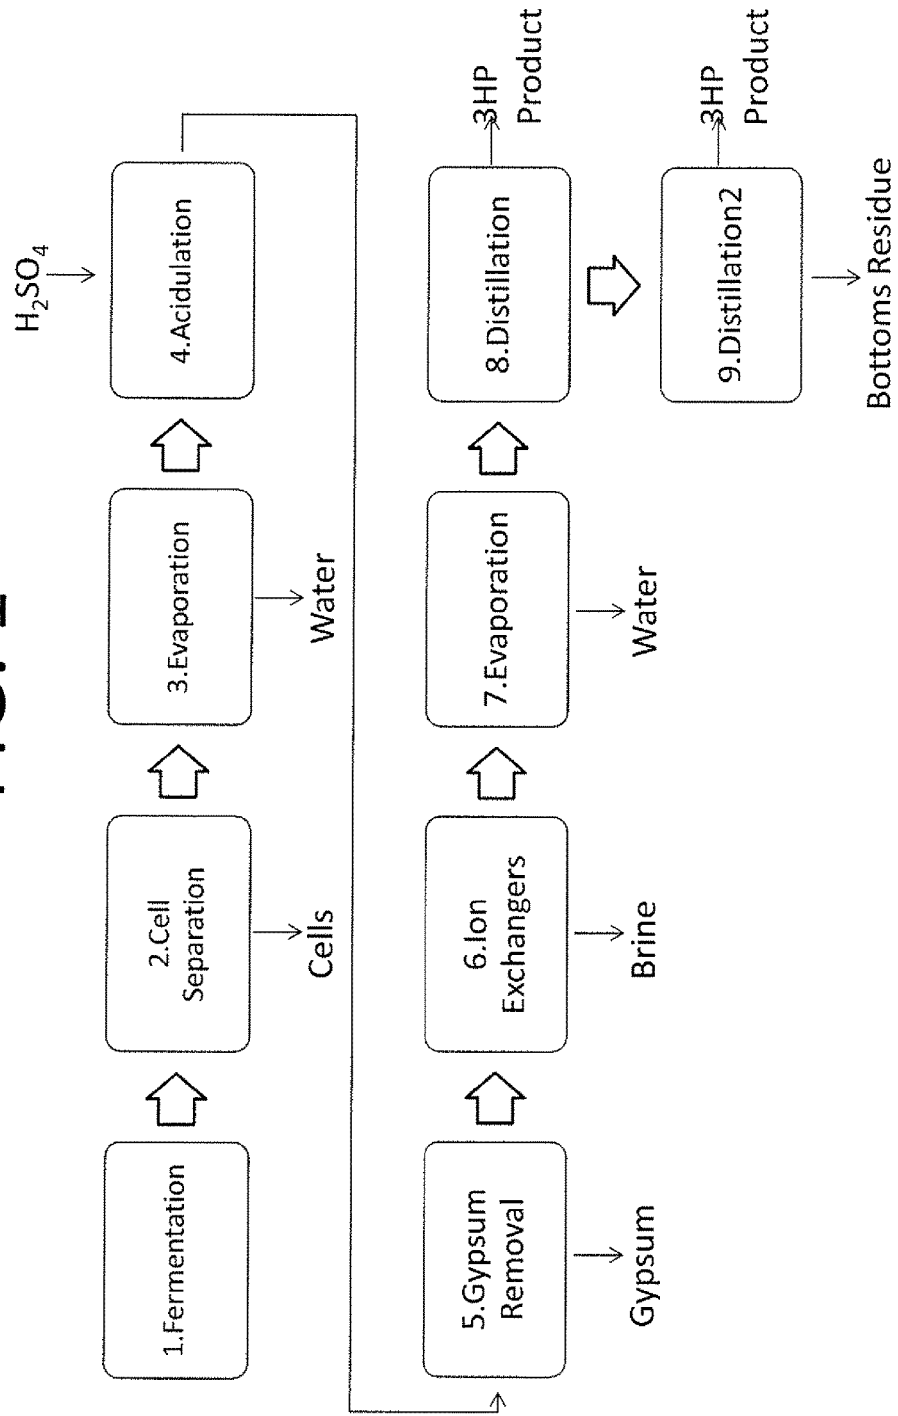 H₂SO₄
1.Fermentation
2.Cell
Separation
3.Evaporation
4.Acidulation
Cells
Water
5.Gypsum
Removal
6.Ion
Exchangers
7.Evaporation
8.Distillation
3HP
Product
Gypsum
Brine
Water
9.Distillation2
3HP
Product
Bottoms Residue